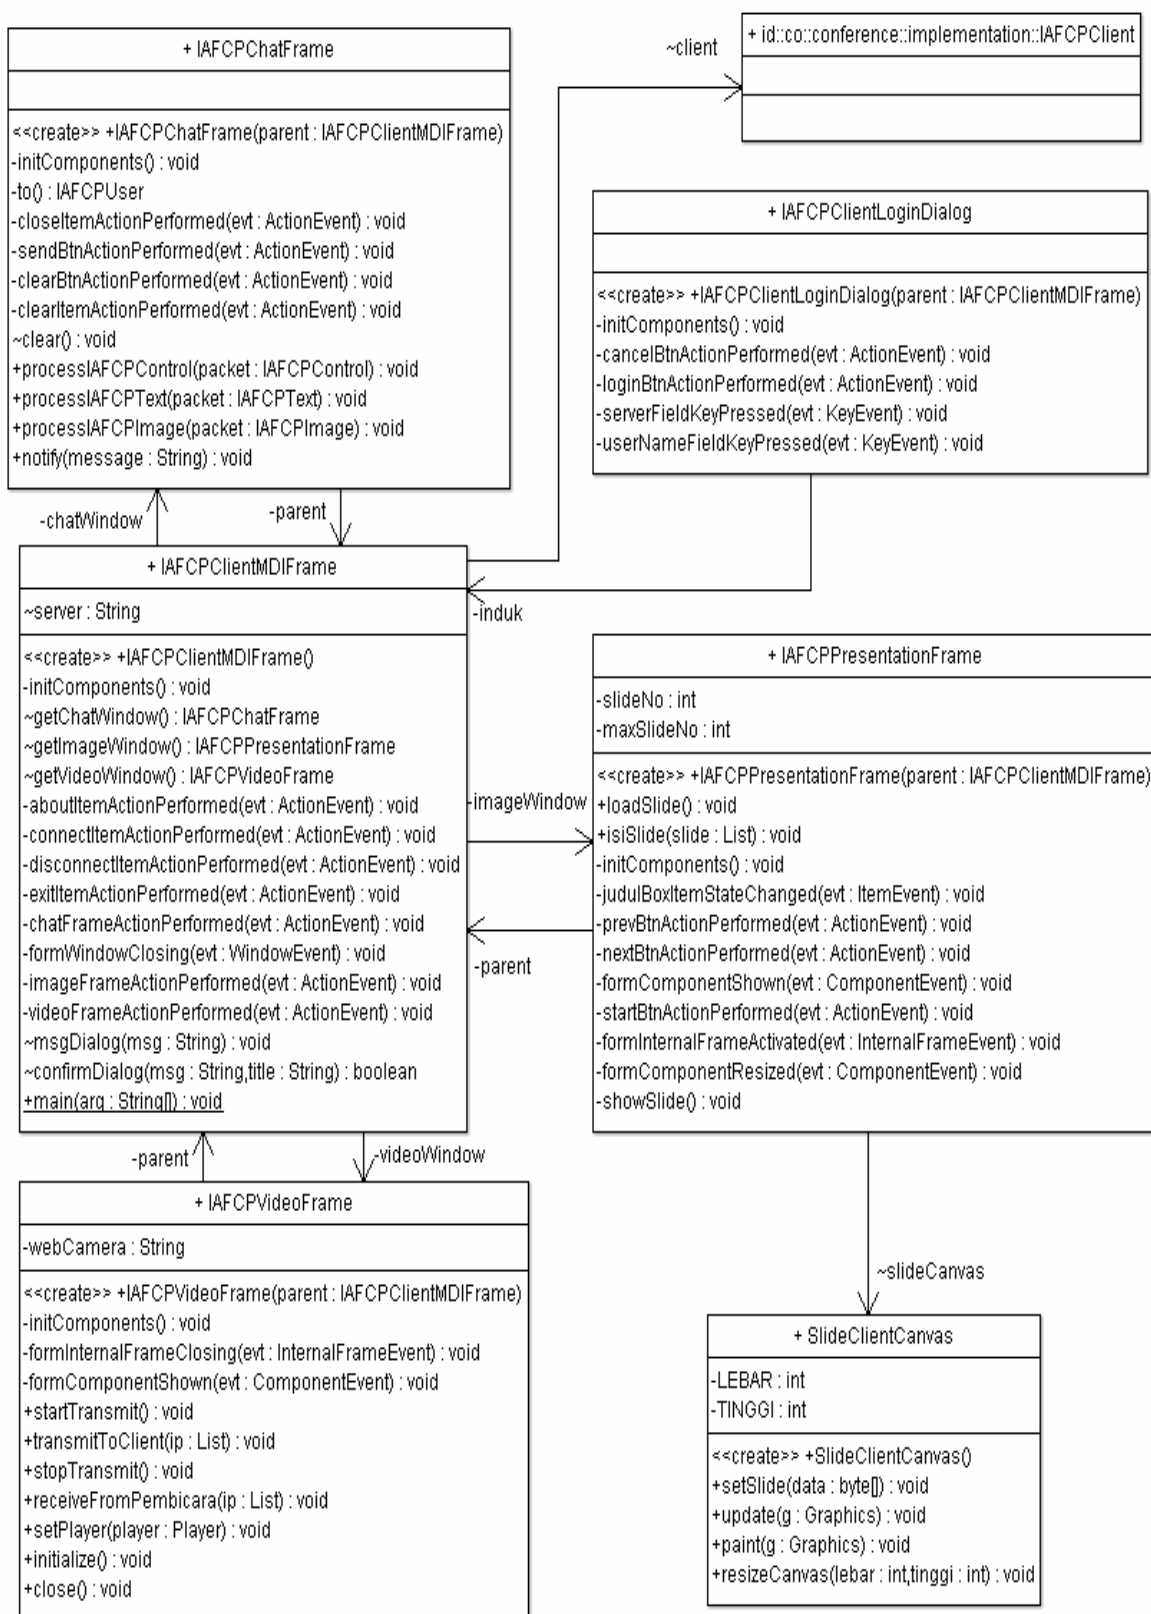 + IAFCPChatFrame
<<create>> +IAFCPChatFrame(parent : IAFCPClientMDIFrame)
-initComponents() : void
-to() : IAFCPUser
-closeItemActionPerformed(evt : ActionEvent) : void
-sendBtnActionPerformed(evt : ActionEvent) : void
-clearBtnActionPerformed(evt : ActionEvent) : void
-clearItemActionPerformed(evt : ActionEvent) : void
~clear() : void
+processIAFCPControl(packet : IAFCPControl) : void
+processIAFCPText(packet : IAFCPText) : void
+processIAFCPImage(packet : IAFCPImage) : void
+notify(message : String) : void
~client
+ id::co::conference::implementation::IAFCPClient
+ IAFCPClientLoginDialog
<<create>> +IAFCPClientLoginDialog(parent : IAFCPClientMDIFrame)
-initComponents() : void
-cancelBtnActionPerformed(evt : ActionEvent) : void
-loginBtnActionPerformed(evt : ActionEvent) : void
-serverFieldKeyPressed(evt : KeyEvent) : void
-userNameFieldKeyPressed(evt : KeyEvent) : void
-chatWindow
-parent
-induk
+ IAFCPClientMDIFrame
~server : String
<<create>> +IAFCPClientMDIFrame()
-initComponents() : void
~getChatWindow() : IAFCPChatFrame
~getImageWindow() : IAFCPPresentationFrame
~getVideoWindow() : IAFCPVideoFrame
-aboutItemActionPerformed(evt : ActionEvent) : void
-connectItemActionPerformed(evt : ActionEvent) : void
-disconnectItemActionPerformed(evt : ActionEvent) : void
-exitItemActionPerformed(evt : ActionEvent) : void
-chatFrameActionPerformed(evt : ActionEvent) : void
-formWindowClosing(evt : WindowEvent) : void
-imageFrameActionPerformed(evt : ActionEvent) : void
-videoFrameActionPerformed(evt : ActionEvent) : void
~msgDialog(msg : String) : void
~confirmDialog(msg : String,title : String) : boolean
+main(arg : String[]) : void
-imageWindow
-parent
+ IAFCPPresentationFrame
-slideNo : int
-maxSlideNo : int
<<create>> +IAFCPPresentationFrame(parent : IAFCPClientMDIFrame)
+loadSlide() : void
+isiSlide(slide : List) : void
-initComponents() : void
-judulBoxItemStateChanged(evt : ItemEvent) : void
-prevBtnActionPerformed(evt : ActionEvent) : void
-nextBtnActionPerformed(evt : ActionEvent) : void
-formComponentShown(evt : ComponentEvent) : void
-startBtnActionPerformed(evt : ActionEvent) : void
-formInternalFrameActivated(evt : InternalFrameEvent) : void
-formComponentResized(evt : ComponentEvent) : void
-showSlide() : void
-parent
-videoWindow
+ IAFCPVideoFrame
-webCamera : String
<<create>> +IAFCPVideoFrame(parent : IAFCPClientMDIFrame)
-initComponents() : void
-formInternalFrameClosing(evt : InternalFrameEvent) : void
-formComponentShown(evt : ComponentEvent) : void
+startTransmit() : void
+transmitToClient(ip : List) : void
+stopTransmit() : void
+receiveFromPembicara(ip : List) : void
+setPlayer(player : Player) : void
+initialize() : void
+close() : void
~slideCanvas
+ SlideClientCanvas
-LEBAR : int
-TINGGI : int
<<create>> +SlideClientCanvas()
+setSlide(data : byte[]) : void
+update(g : Graphics) : void
+paint(g : Graphics) : void
+resizeCanvas(lebar : int,tinggi : int) : void